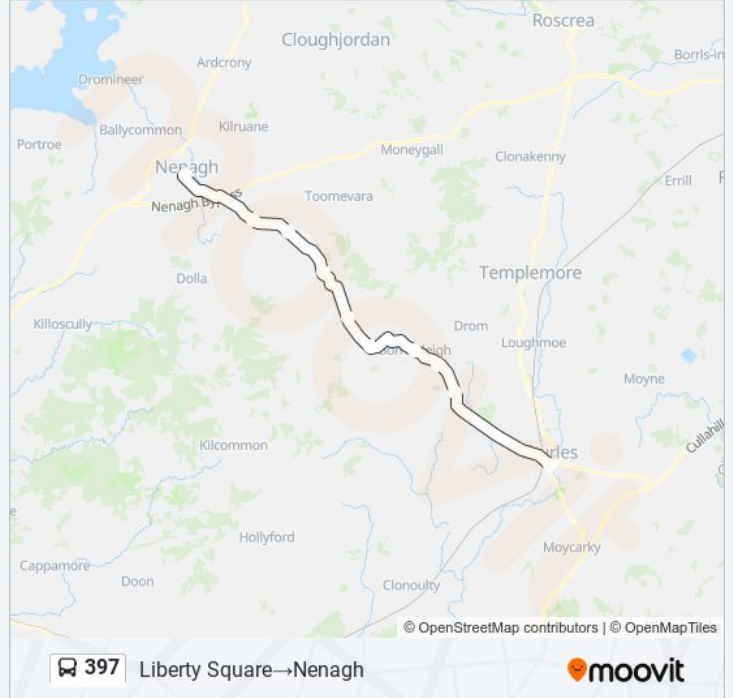 Roscrea
Cloughjordan
Borris-in
Ardcrony
Dromineer
Ballycommon
Kilruane
Portroe
Moneygall
Clonakenny
Nenagh
Errill
Toomevara
Nenagh Bypass
Dolla
Templemore
Killoscully
Drom
Loughmoe
Moyne
Cullahill
Kilcommon
Hollyford
Moycarky
Cappamore
Doon
Clonoulty
© OpenStreetMap contributors | © OpenMapTiles
397 Liberty Square→Nenagh
moovit